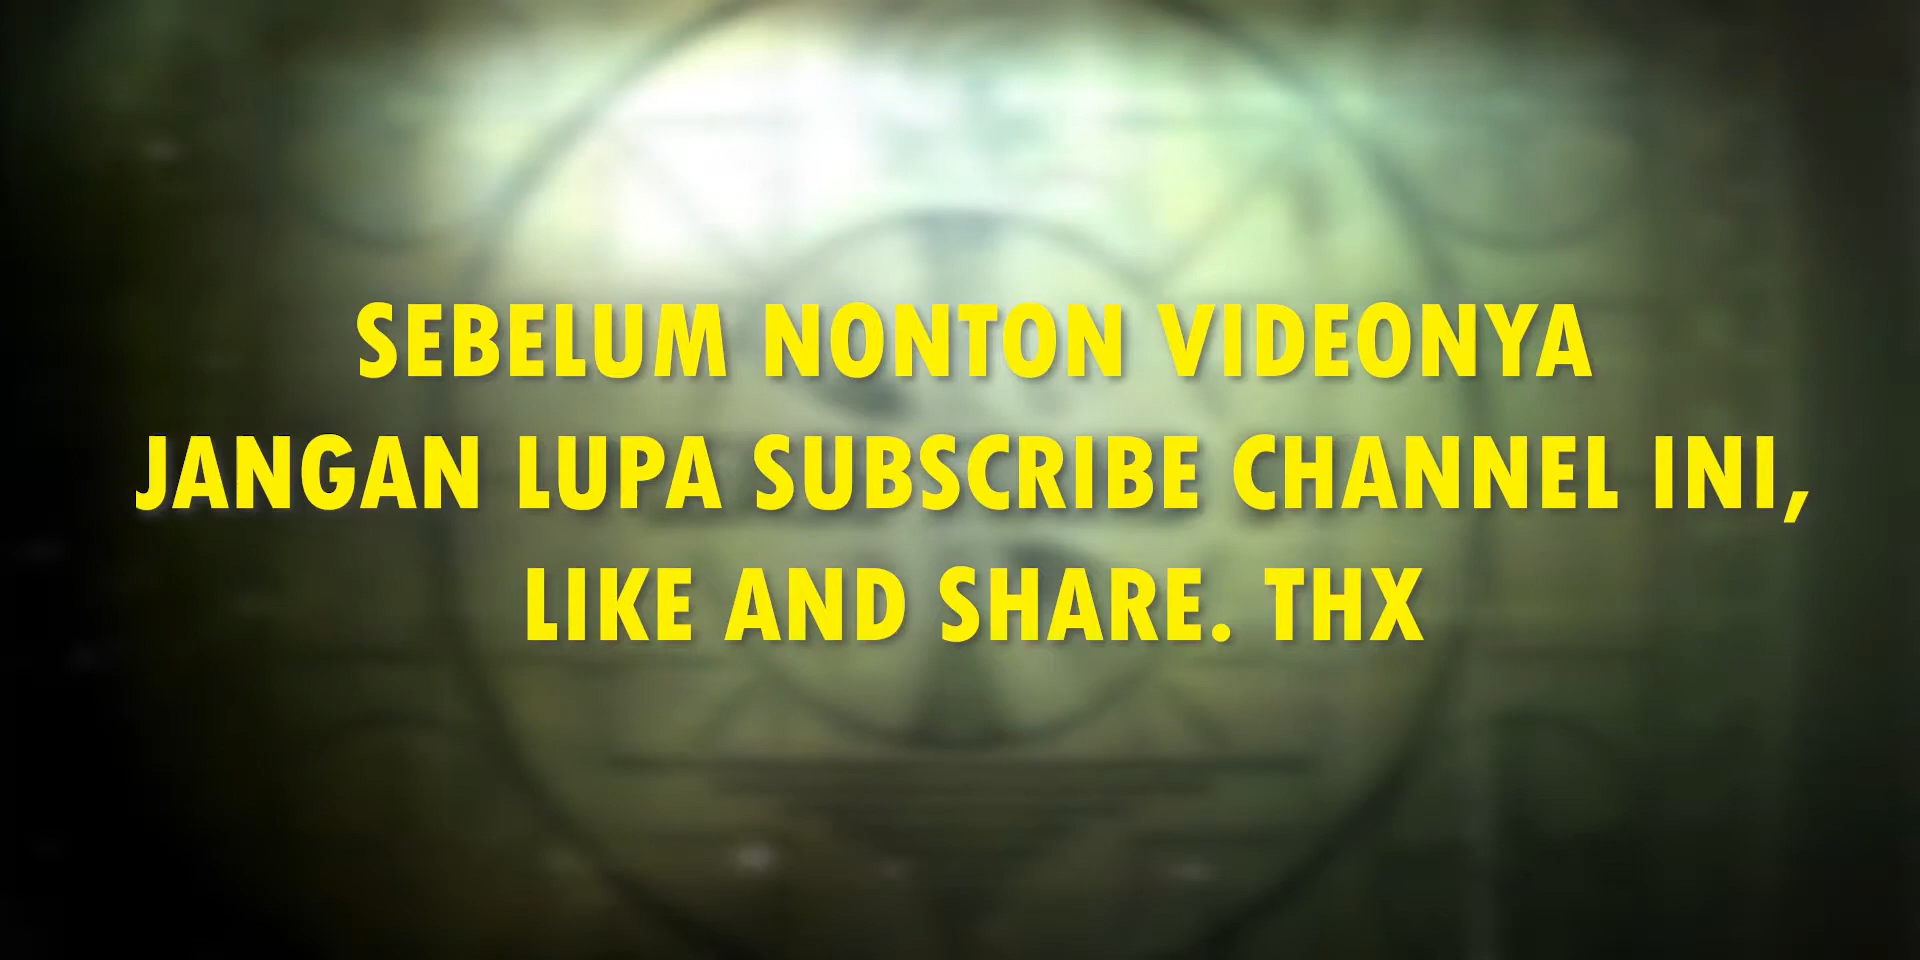 SEBELUM NONTON VIDEONYA
JANGAN LUPA SUBSCRIBE CHANNEL INI,
LIKE AND SHARE. THX